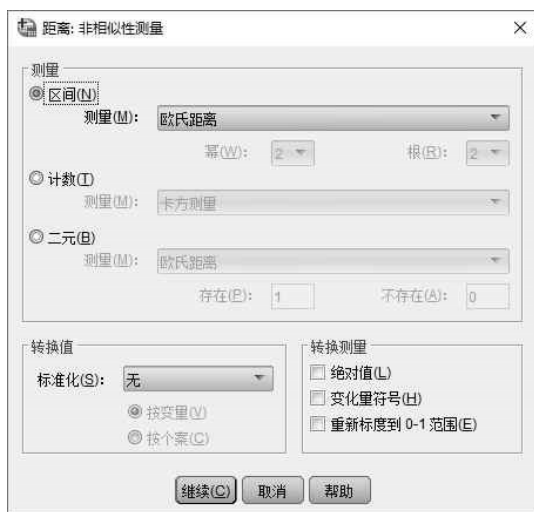 距离: 非相似性测量
测量
区间(N)
测量(M): 欧氏距离
幂(W): 2 根(R): 2
计数(T)
测量(M): 卡方测量
二元(B)
测量(M): 欧氏距离
存在(P): 1 不存在(A): 0
转换值
标准化(S): 无
按变量(V)
按个案(C)
转换测量
绝对值(L)
变化量符号(H)
重新标度到 0-1 范围(E)
继续(C) 取消 帮助